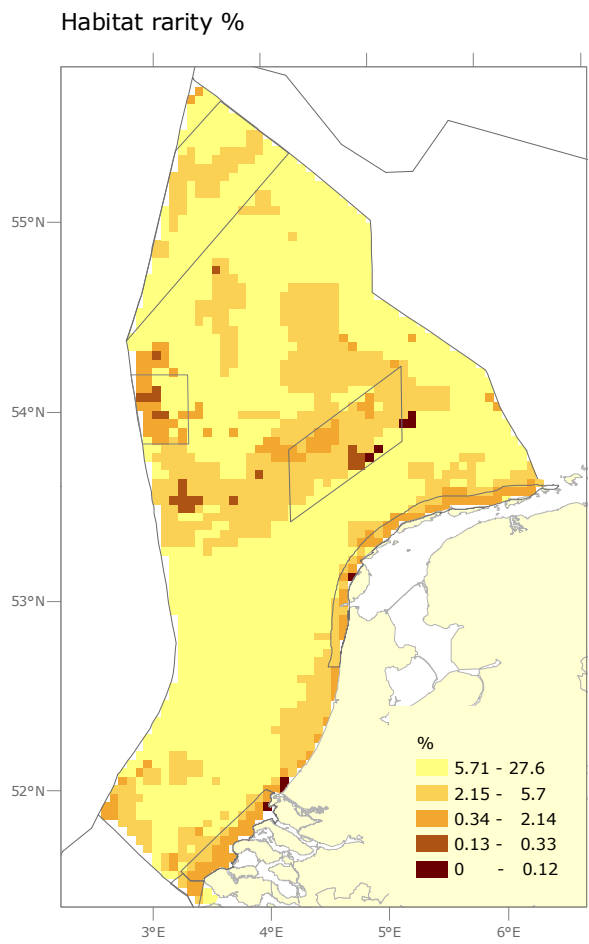 Habitat rarity %
55°N
54°N
53°N
52°N
%
5.71 - 27.6
2.15 - 5.7
0.34 - 2.14
0.13 - 0.33
0 - 0.12
3°E 4°E 5°E 6°E